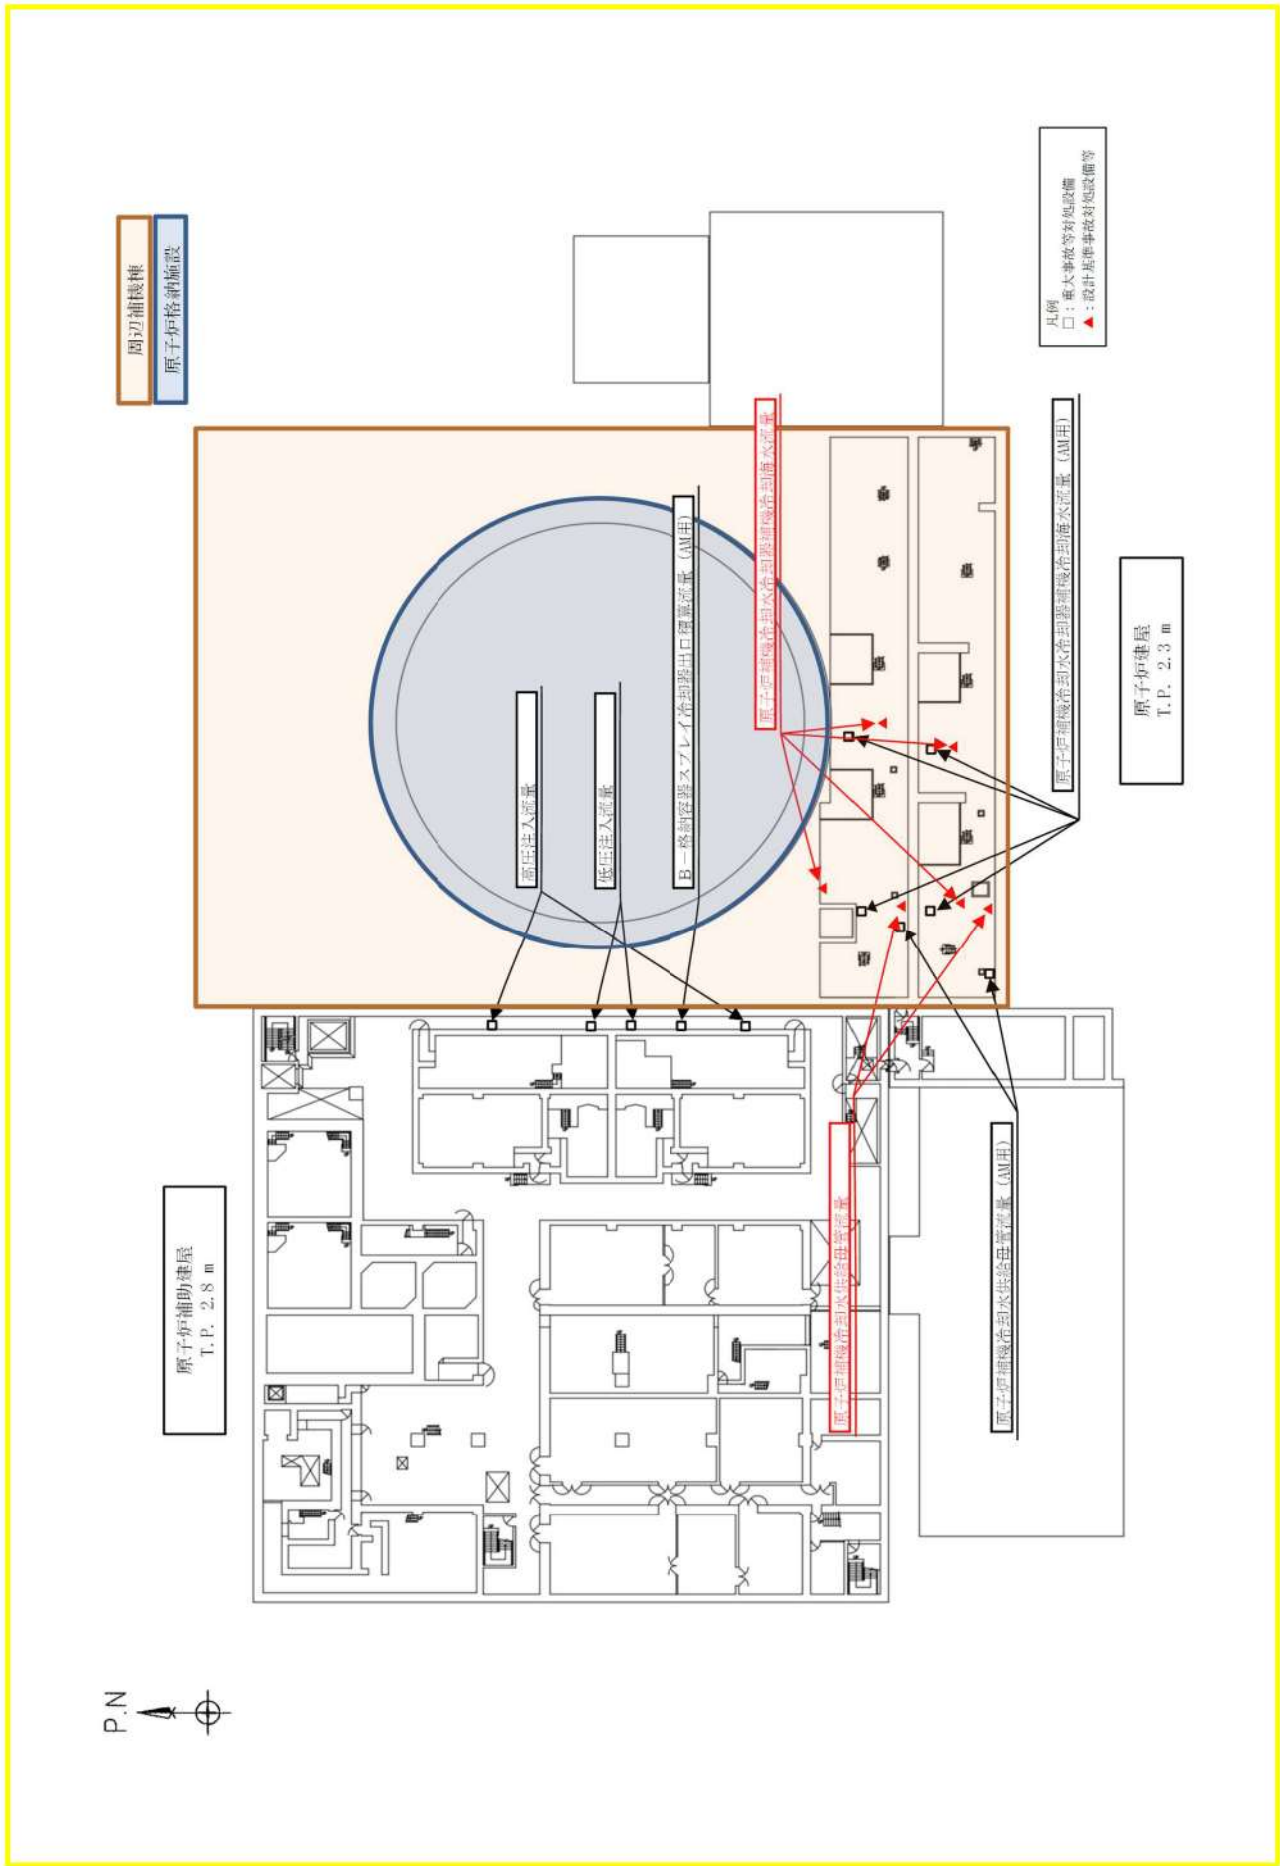 周辺補機棟
原子炉格納施設
凡例
□：重大事故等対処設備
▲：設計基準事故対処設備等
原子炉補機冷却水冷却器補機冷却海水流量
B－格納容器スプレイ冷却器出口積算流量（AM用）
高圧注入流量
低圧注入流量
原子炉補機冷却水冷却器補機冷却海水流量（AM用）
原子炉建屋
T.P. 2.3 m
原子炉補助建屋
T.P. 2.8 m
原子炉補機冷却水供給母管流量
原子炉補機冷却水供給母管流量（AM用）
P.N